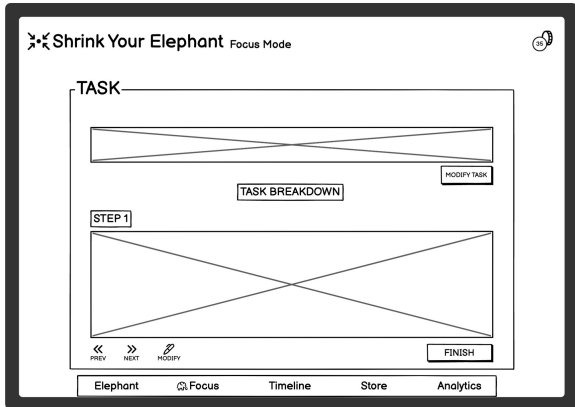 Shrink Your Elephant Focus Mode
35
TASK
MODIFY TASK
TASK BREAKDOWN
STEP 1
PREV NEXT MODIFY
FINISH
Elephant Focus Timeline Store Analytics